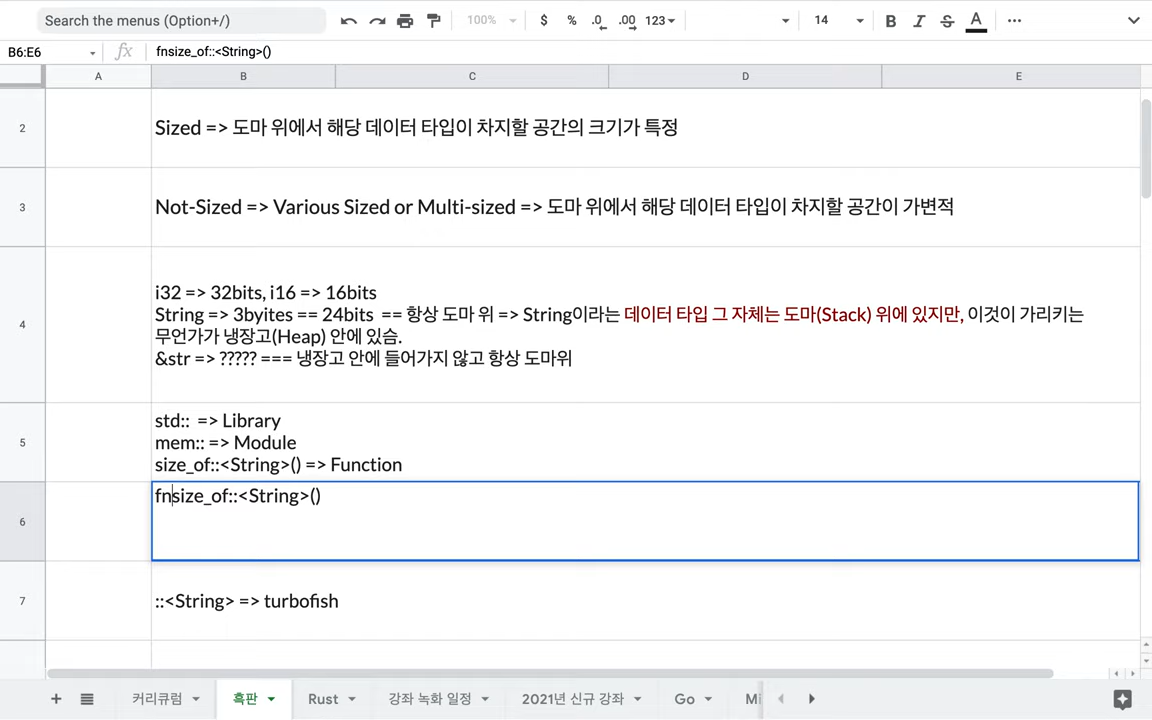 Search the menus (Option+/)
100%
$ % .0 .00 123
14
B I S A
B6:E6
fx
fnsize_of::<String>()
A B C D E
2
Sized => 도마 위에서 해당 데이터 타입이 차지할 공간의 크기가 특정
3
Not-Sized => Various Sized or Multi-sized => 도마 위에서 해당 데이터 타입이 차지할 공간이 가변적
4
i32 => 32bits, i16 => 16bits
String => 3byites == 24bits == 항상 도마 위 => String이라는 데이터 타입 그 자체는 도마(Stack) 위에 있지만, 이것이 가리키는
무언가가 냉장고(Heap) 안에 있슴.
&str => ????? === 냉장고 안에 들어가지 않고 항상 도마위
5
std:: => Library
mem:: => Module
size_of::<String>() => Function
6
fnsize_of::<String>()
7
::<String> => turbofish
커리큐럼 흑판 Rust 강좌 녹화 일정 2021년 신규 강좌 Go Mi